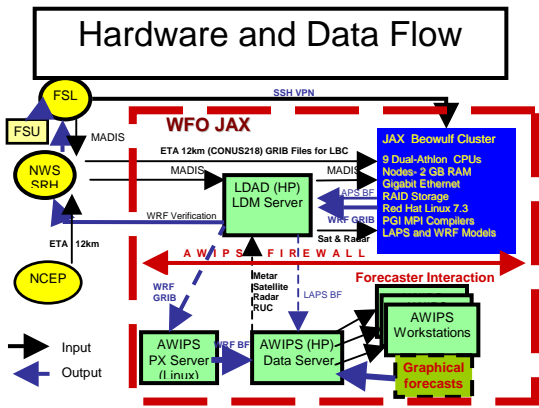 Hardware and Data Flow
FSL
SSH VPN
FSU
WFO JAX
MADIS
ETA 12km (CONUS218) GRIB Files for LBC
JAX Beowulf Cluster
9 Dual-Athlon CPUs
Nodes- 2 GB RAM
Gigabit Ethernet
RAID Storage
Red Hat Linux 7.3
PGI MPI Compilers
LAPS and WRF Models
NWS
SRH
MADIS
MADIS
LDAD (HP)
LDM Server
LAPS BF
WRF Verification
WRF GRIB
Sat & Radar
ETA 12km
AWIPS FIREWALL
NCEP
WRF
GRIB
Metar
Satellite
Radar
RUC
LAPS BF
Forecaster Interaction
AWIPS
Workstations
AWIPS
PX Server
(Linux)
WRF BF
AWIPS (HP)
Data Server
Graphical
forecasts
Input
Output